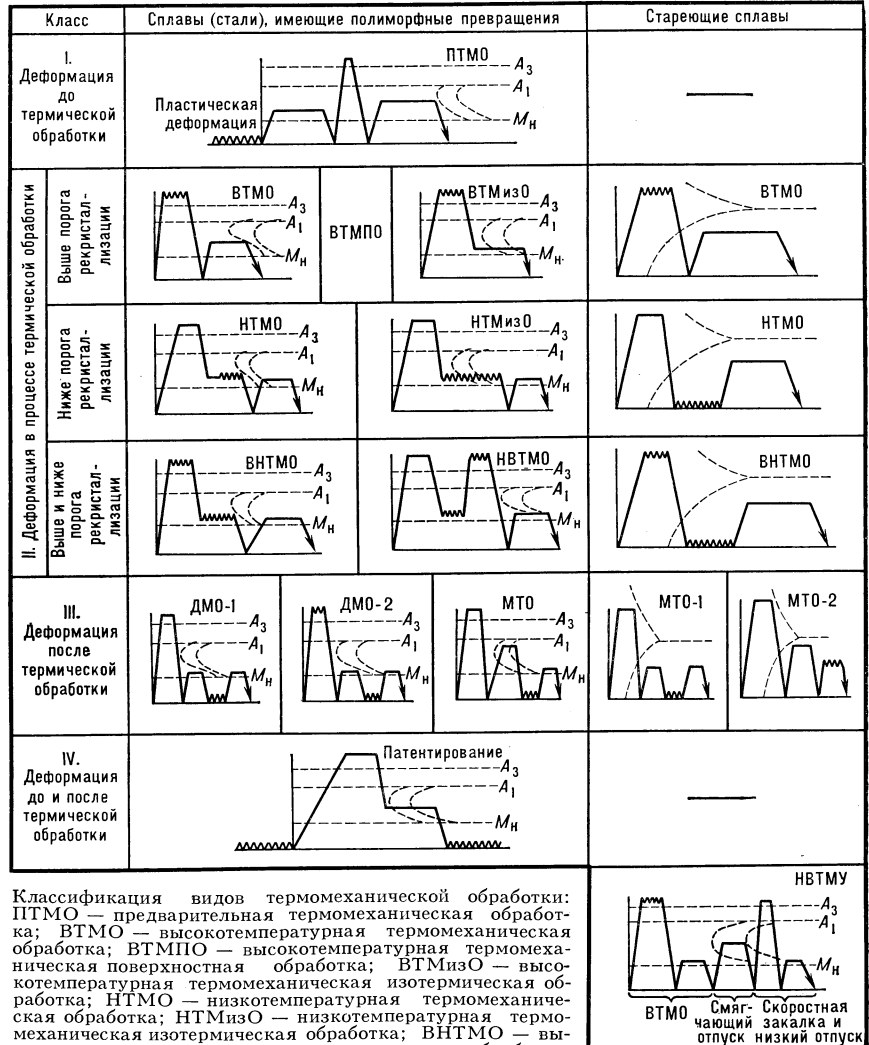 Класс
Сплавы (стали), имеющие полиморфные превращения
Стареющие сплавы
I.
Деформация
до
термической
обработки
ПТМО
A3
A1
Mн
Пластическая
деформация
II. Деформация в процессе термической обработки
Выше порога
рекристал-
лизации
ВТМО
A3
A1
Mн
ВТМПО
ВТМизО
A3
A1
Mн.
ВТМО
Ниже порога
рекристал-
лизации
НТМО
A3
A1
Mн
НТМизО
A3
A1
Mн
НТМО
Выше и ниже
порога
рекристал-
лизации
ВНТМО
A3
A1
Mн
НВТМО
A3
A1
Mн
ВНТМО
III.
Деформация
после
термической
обработки
ДМО-1
A3
A1
Mн
ДМО-2
A3
A1
Mн
МТО
A3
A1
Mн
МТО-1
МТО-2
IV.
Деформация
до и после
термической
обработки
Патентирование
A3
A1
Mн
НВТМУ
A3
A1
Mн
ВТМО
Смяг-
чающий
отпуск
Скоростная
закалка и
низкий отпуск
Классификация видов термомеханической обработки:
ПТМО — предварительная термомеханическая обработ-
ка; ВТМО — высокотемпературная термомеханическая
обработка; ВТМПО — высокотемпературная термомеха-
ническая поверхностная обработка; ВТМизО — высо-
котемпературная термомеханическая изотермическая об-
работка; НТМО — низкотемпературная термомеханиче-
ская обработка; НТМизО — низкотемпературная термо-
механическая изотермическая обработка; ВНТМО — вы-